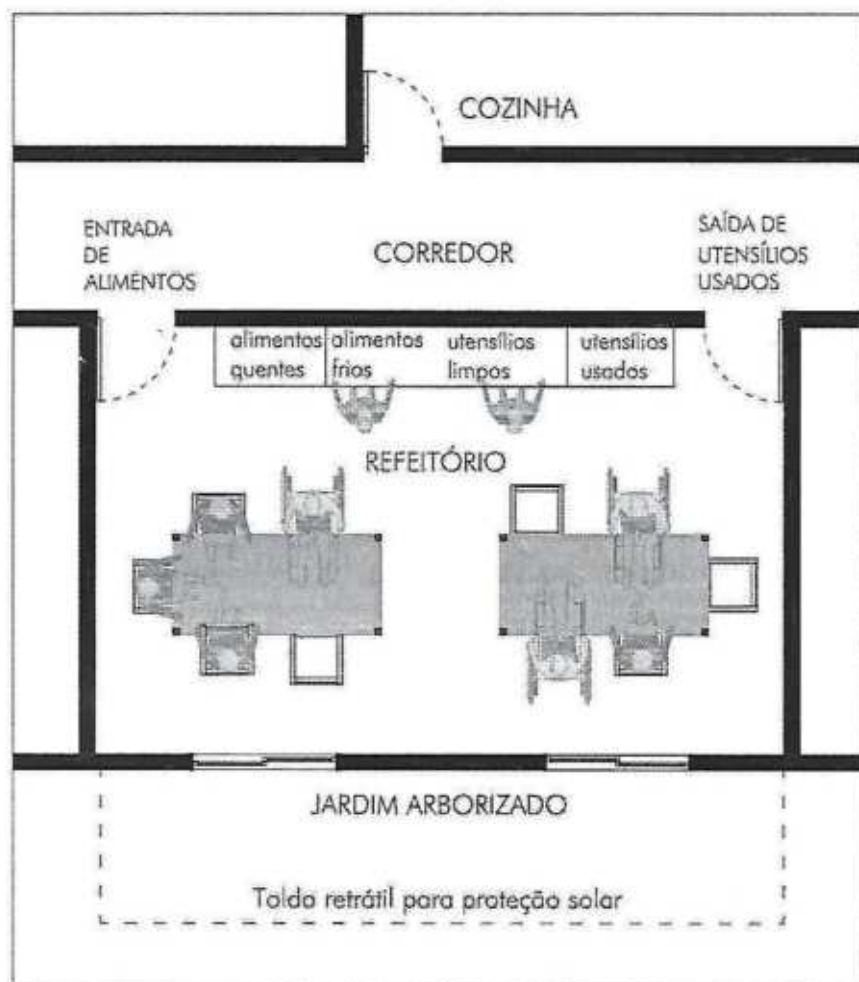 COZINHA
ENTRADA
DE
ALIMENTOS
CORREDOR
SAÍDA DE
UTENSÍLIOS
USADOS
alimentos
quentes
alimentos
frios
utensílios
limpos
utensílios
usados
REFEITÓRIO
JARDIM ARBORIZADO
Toldo retrátil para proteção solar